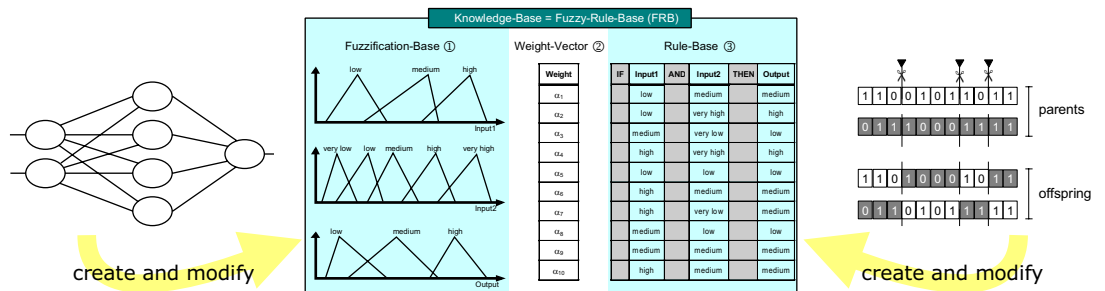 Knowledge-Base = Fuzzy-Rule-Base (FRB)
Fuzzification-Base ①
Weight-Vector ②
Rule-Base ③
low medium high
Input1
very low low medium high very high
Input2
low medium high
Output
Weight
α1
α2
α3
α4
α5
α6
α7
α8
α9
α10
IF Input1 AND Input2 THEN Output
low medium medium
low very high high
medium very low low
high very high high
low low low
high medium medium
high very low medium
medium low low
medium medium medium
high medium medium
1 1 0 0 1 0 1 1 0 1 1
0 1 1 1 0 0 0 1 1 1 1
parents
1 1 0 1 0 0 0 1 0 1 1
0 1 1 0 1 0 1 1 1 1 1
offspring
create and modify
create and modify